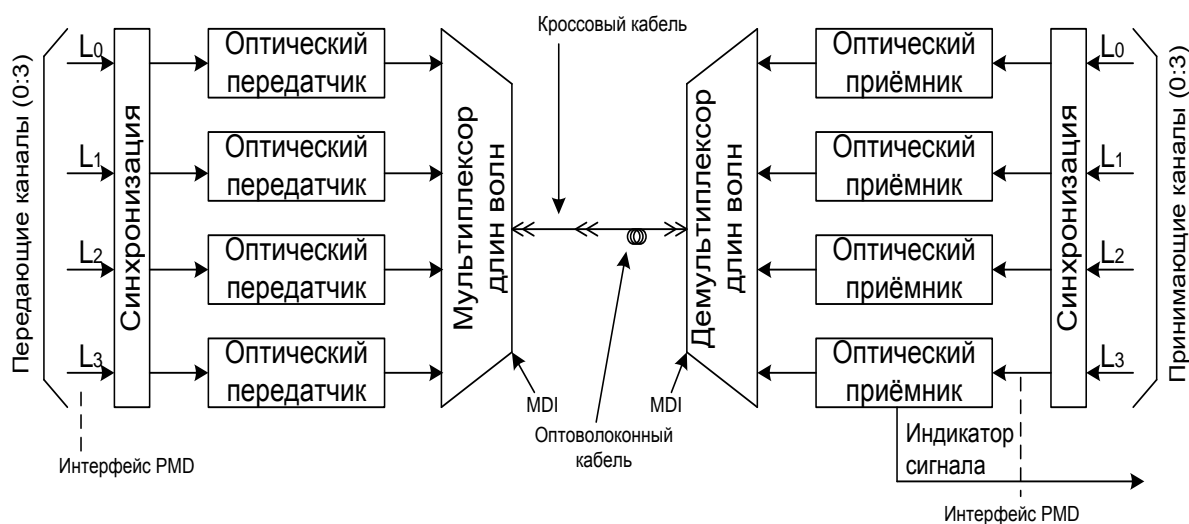 Передающие каналы (0:3)
L0
L1
L2
L3
Синхронизация
Интерфейс PMD
Оптический
передатчик
Оптический
передатчик
Оптический
передатчик
Оптический
передатчик
Мультиплексор
длин волн
MDI
Кроссовый кабель
Оптоволоконный
кабель
MDI
Демультиплексор
длин волн
Оптический
приёмник
Оптический
приёмник
Оптический
приёмник
Оптический
приёмник
Индикатор
сигнала
Интерфейс PMD
Синхронизация
L0
L1
L2
L3
Принимающие каналы (0:3)